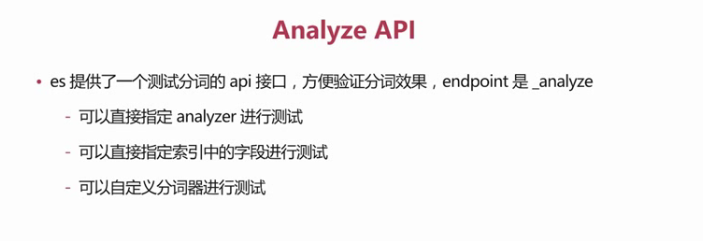 Analyze API
• es 提供了一个测试分词的 api 接口，方便验证分词效果，endpoint 是 _analyze
- 可以直接指定 analyzer 进行测试
- 可以直接指定索引中的字段进行测试
- 可以自定义分词器进行测试